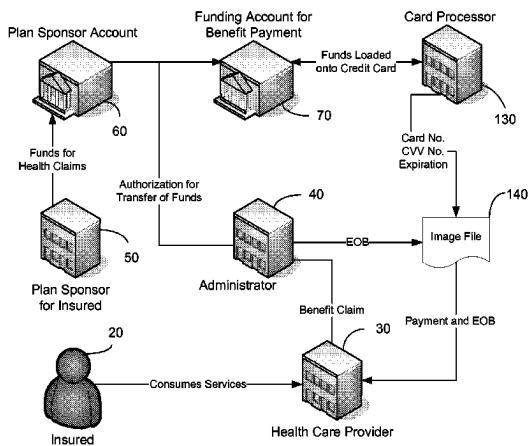 Plan Sponsor Account
Funding Account for
Benefit Payment
Card Processor
Funds Loaded
onto Credit Card
60
70
130
Funds for
Health Claims
Card No.
CVV No.
Expiration
Authorization for
Transfer of Funds
40
140
50
EOB
Image File
Plan Sponsor
for Insured
Administrator
Benefit Claim
30
Payment and EOB
20
Consumes Services
Insured
Health Care Provider